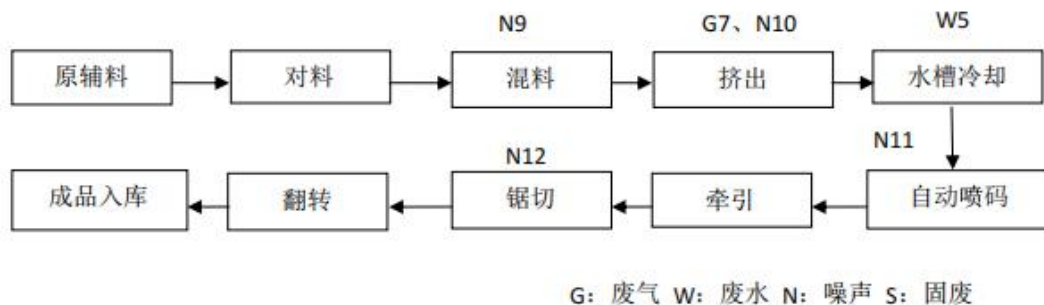 N9 G7、N10 W5
原辅料 对料 混料 挤出 水槽冷却
N12 N11
成品入库 翻转 锯切 牵引 自动喷码
G：废气 W：废水 N：噪声 S：固废